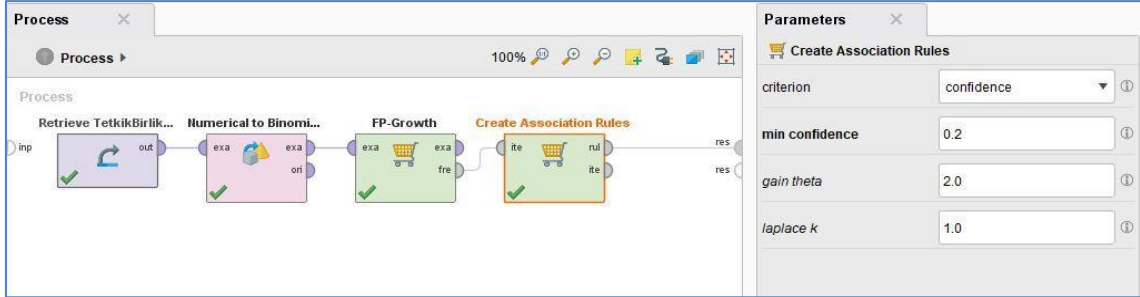 Process
Process
100%
Process
Retrieve TetkikBirlik...
Numerical to Binomi...
FP-Growth
Create Association Rules
inp
out
exa
exa
ori
exa
exa
fre
ite
rul
ite
res
res
Parameters
Create Association Rules
criterion
confidence
min confidence
0.2
gain theta
2.0
laplace k
1.0